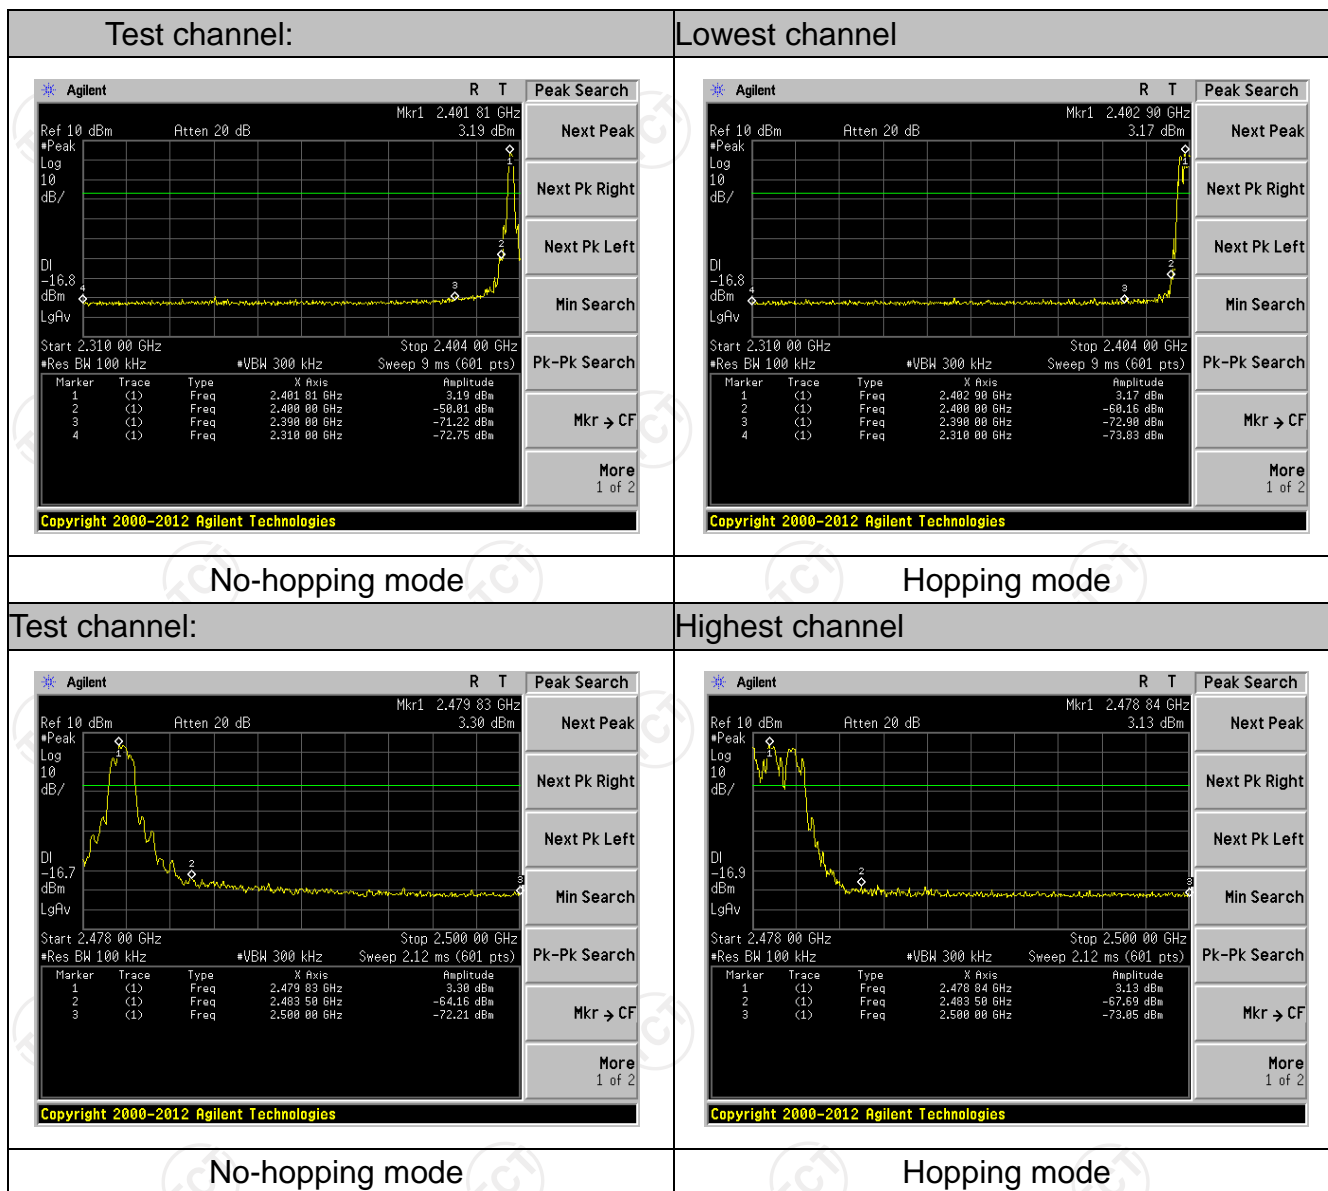 Test channel: Lowest channel
Agilent R T Peak Search
Mkr1 2.401 81 GHz
Ref 10 dBm Atten 20 dB 3.19 dBm
#Peak
Log
10
dB/
DI
-16.8
dBm
LgAv
1
2
3
4
Start 2.310 00 GHz Stop 2.404 00 GHz
#Res BW 100 kHz #VBW 300 kHz Sweep 9 ms (601 pts)
Marker Trace Type X Axis Amplitude
1 (1) Freq 2.401 81 GHz 3.19 dBm
2 (1) Freq 2.400 00 GHz -50.01 dBm
3 (1) Freq 2.390 00 GHz -71.22 dBm
4 (1) Freq 2.310 00 GHz -72.75 dBm
Next Peak
Next Pk Right
Next Pk Left
Min Search
Pk-Pk Search
Mkr → CF
More
1 of 2
Copyright 2000-2012 Agilent Technologies
Agilent R T Peak Search
Mkr1 2.402 90 GHz
Ref 10 dBm Atten 20 dB 3.17 dBm
#Peak
Log
10
dB/
DI
-16.8
dBm
LgAv
1
2
3
4
Start 2.310 00 GHz Stop 2.404 00 GHz
#Res BW 100 kHz #VBW 300 kHz Sweep 9 ms (601 pts)
Marker Trace Type X Axis Amplitude
1 (1) Freq 2.402 90 GHz 3.17 dBm
2 (1) Freq 2.400 00 GHz -60.16 dBm
3 (1) Freq 2.390 00 GHz -72.90 dBm
4 (1) Freq 2.310 00 GHz -73.83 dBm
Next Peak
Next Pk Right
Next Pk Left
Min Search
Pk-Pk Search
Mkr → CF
More
1 of 2
Copyright 2000-2012 Agilent Technologies
No-hopping mode Hopping mode
Test channel: Highest channel
Agilent R T Peak Search
Mkr1 2.479 83 GHz
Ref 10 dBm Atten 20 dB 3.30 dBm
#Peak
Log
10
dB/
DI
-16.7
dBm
LgAv
1
2
3
Start 2.478 00 GHz Stop 2.500 00 GHz
#Res BW 100 kHz #VBW 300 kHz Sweep 2.12 ms (601 pts)
Marker Trace Type X Axis Amplitude
1 (1) Freq 2.479 83 GHz 3.30 dBm
2 (1) Freq 2.483 50 GHz -64.16 dBm
3 (1) Freq 2.500 00 GHz -72.21 dBm
Next Peak
Next Pk Right
Next Pk Left
Min Search
Pk-Pk Search
Mkr → CF
More
1 of 2
Copyright 2000-2012 Agilent Technologies
Agilent R T Peak Search
Mkr1 2.478 84 GHz
Ref 10 dBm Atten 20 dB 3.13 dBm
#Peak
Log
10
dB/
DI
-16.9
dBm
LgAv
1
2
3
Start 2.478 00 GHz Stop 2.500 00 GHz
#Res BW 100 kHz #VBW 300 kHz Sweep 2.12 ms (601 pts)
Marker Trace Type X Axis Amplitude
1 (1) Freq 2.478 84 GHz 3.13 dBm
2 (1) Freq 2.483 50 GHz -67.69 dBm
3 (1) Freq 2.500 00 GHz -73.05 dBm
Next Peak
Next Pk Right
Next Pk Left
Min Search
Pk-Pk Search
Mkr → CF
More
1 of 2
Copyright 2000-2012 Agilent Technologies
No-hopping mode Hopping mode
TCT